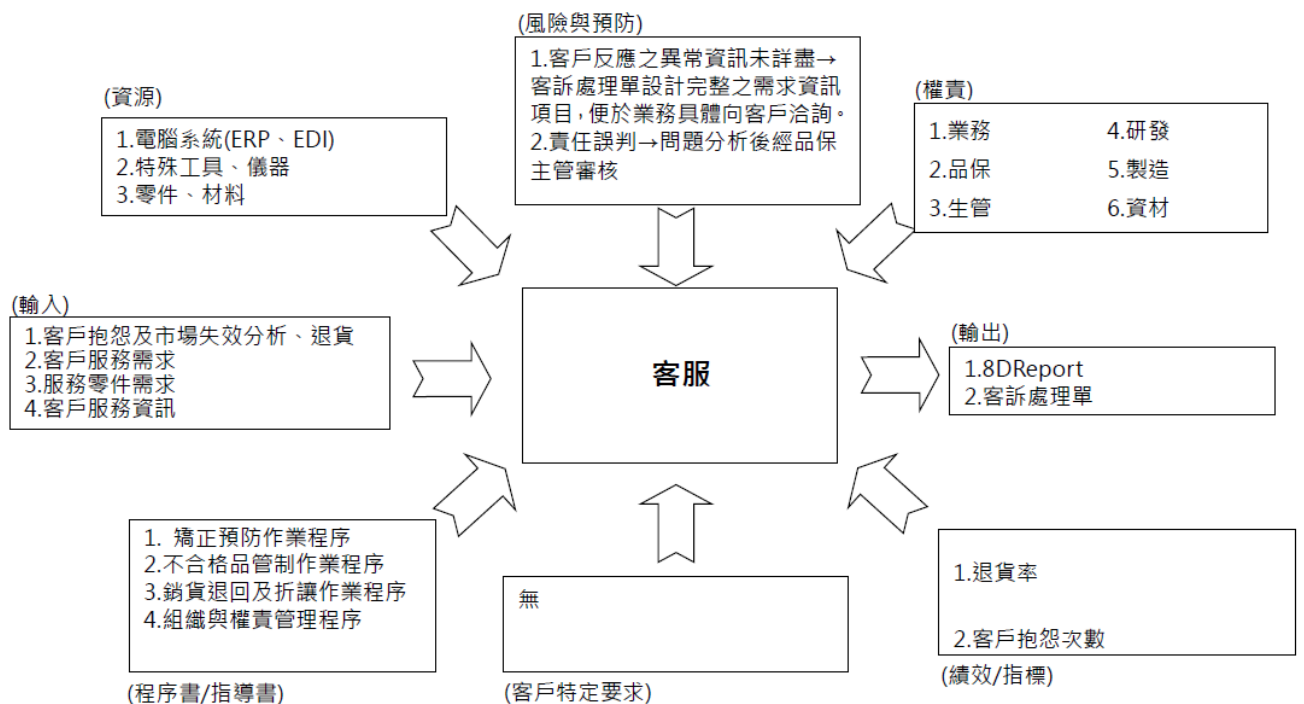 (風險與預防)
1.客戶反應之異常資訊未詳盡→
客訴處理單設計完整之需求資訊
項目，便於業務具體向客戶洽詢。
2.責任誤判→問題分析後經品保
主管審核
(資源)
1.電腦系統(ERP、EDI)
2.特殊工具、儀器
3.零件、材料
(權責)
1.業務 4.研發
2.品保 5.製造
3.生管 6.資材
(輸入)
1.客戶抱怨及市場失效分析、退貨
2.客戶服務需求
3.服務零件需求
4.客戶服務資訊
客服
(輸出)
1.8DReport
2.客訴處理單
1. 矯正預防作業程序
2.不合格品管制作業程序
3.銷貨退回及折讓作業程序
4.組織與權責管理程序
(程序書/指導書)
無
(客戶特定要求)
1.退貨率
2.客戶抱怨次數
(績效/指標)